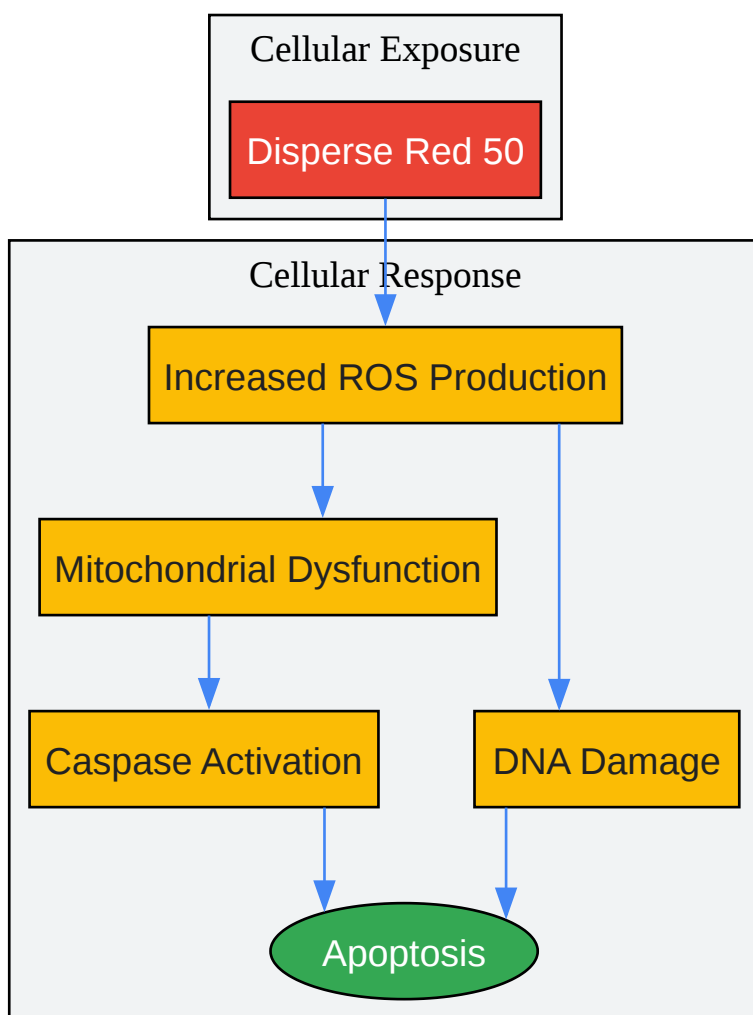 Cellular Exposure
Disperse Red 50
Cellular Response
Increased ROS Production
Mitochondrial Dysfunction
Caspase Activation
DNA Damage
Apoptosis